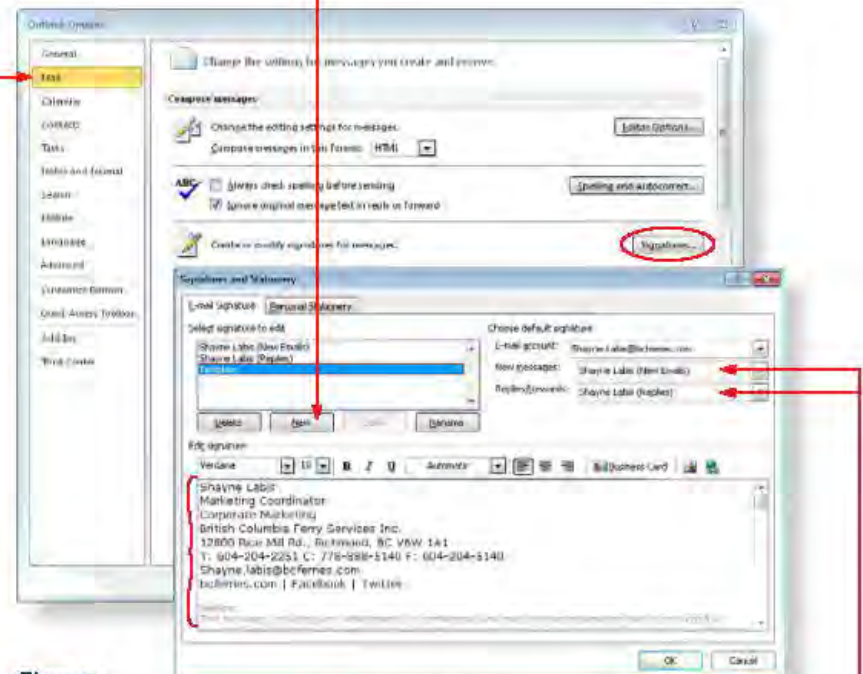 Outlook Options
General
Mail
Calendar
Contacts
Tasks
Notes and Journal
Search
Mobile
Language
Advanced
Customize Ribbon
Quick Access Toolbar
Add-Ins
Trust Center
Change the settings for messages you create and receive.
Compose messages
Change the editing settings for messages.
Editor Options...
Compose messages in this format: HTML
ABC
Always check spelling before sending
Spelling and Autocorrect...
Ignore original message text in reply or forward
Create or modify signatures for messages.
Signatures...
Signatures and Stationery
E-mail Signature Personal Stationery
Select signature to edit
Choose default signature
Shayne Labis (New Emails)
Shayne Labis (Replies)
Template
E-mail account: Shayne.Labis@bcferries.com
New messages: Shayne Labis (New Emails)
Replies/forwards: Shayne Labis (Replies)
Delete New Save Rename
Edit signature
Verdana 10 B I U Automatic Business Card
Shayne Labis
Marketing Coordinator
Corporate Marketing
British Columbia Ferry Services Inc.
12800 Rice Mill Rd., Richmond, BC V6W 1A1
T: 604-204-2251 C: 778-888-5140 F: 604-204-5140
Shayne.labis@bcferries.com
bcferries.com | Facebook | Twitter
OK Cancel